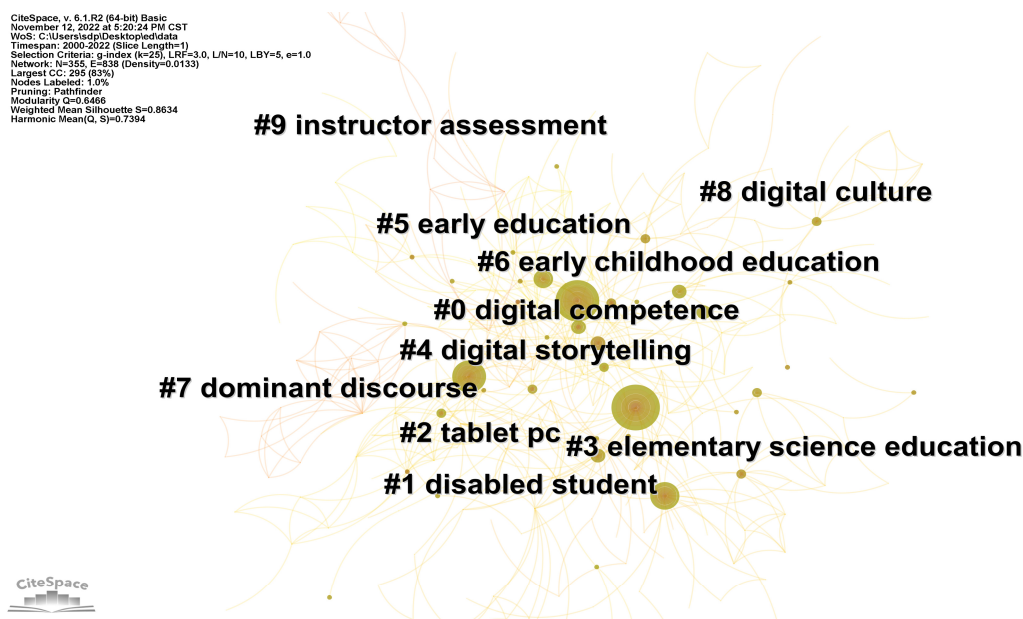 CiteSpace, v. 6.1.R2 (64-bit) Basic
November 12, 2022 at 5:20:24 PM CST
WoS: C:\Users\sdp\Desktop\ed\data
Timespan: 2000-2022 (Slice Length=1)
Selection Criteria: g-index (k=25), LRF=3.0, L/N=10, LBY=5, e=1.0
Network: N=355, E=838 (Density=0.0133)
Largest CC: 295 (83%)
Nodes Labeled: 1.0%
Pruning: Pathfinder
Modularity Q=0.6466
Weighted Mean Silhouette S=0.8634
Harmonic Mean(Q, S)=0.7394
#9 instructor assessment
#8 digital culture
#5 early education
#6 early childhood education
#0 digital competence
#4 digital storytelling
#7 dominant discourse
#2 tablet pc
#3 elementary science education
#1 disabled student
CiteSpace